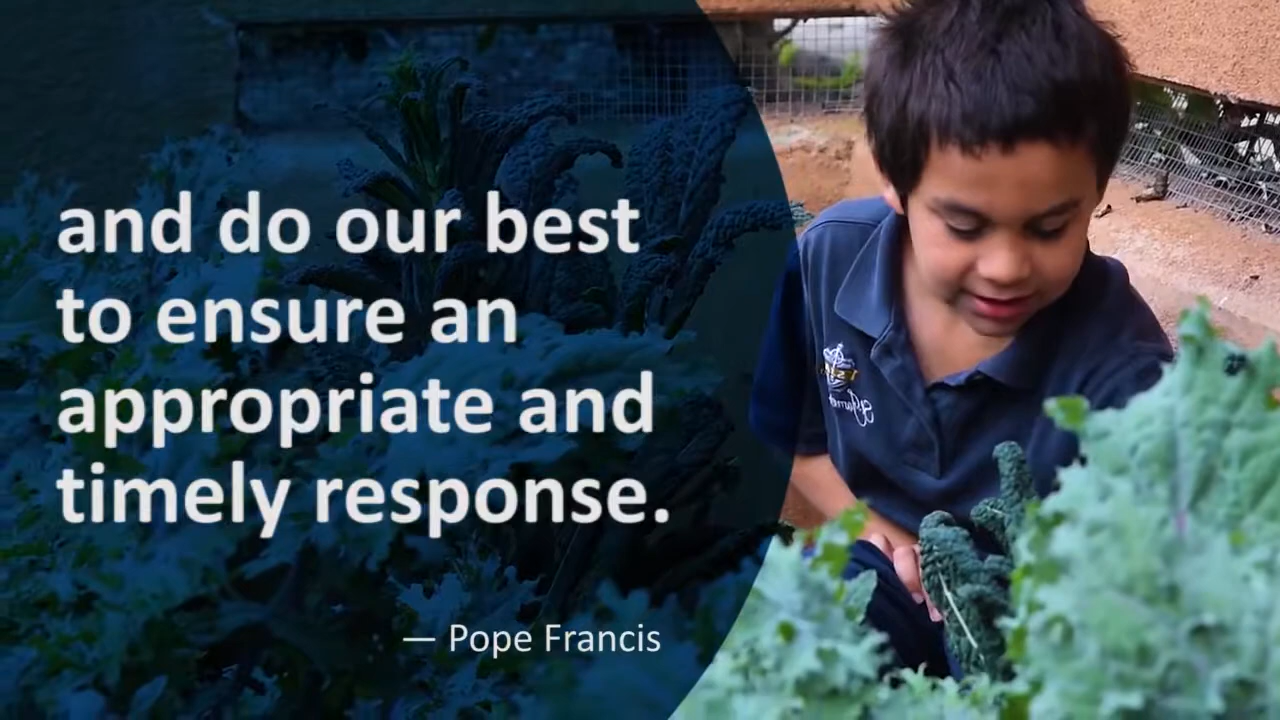 and do our best
to ensure an
appropriate and
timely response.
— Pope Francis